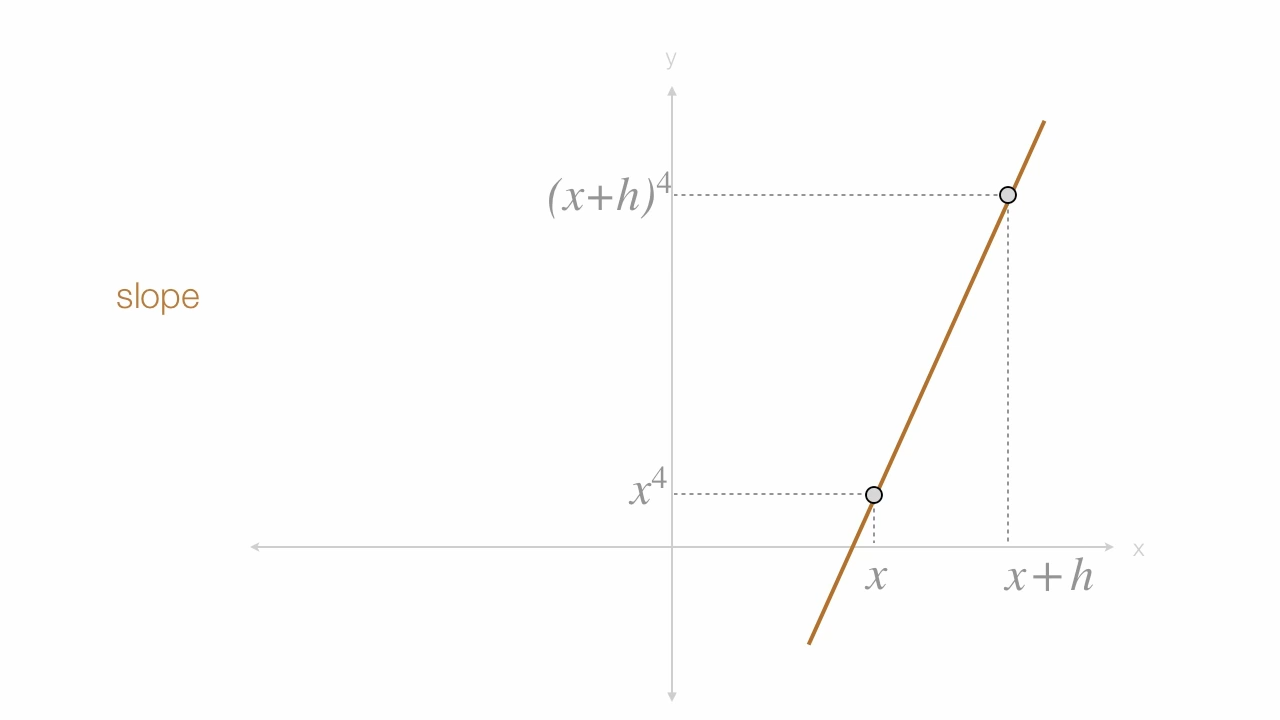 y
(x+h)⁴
slope
x⁴
x
x
x+h